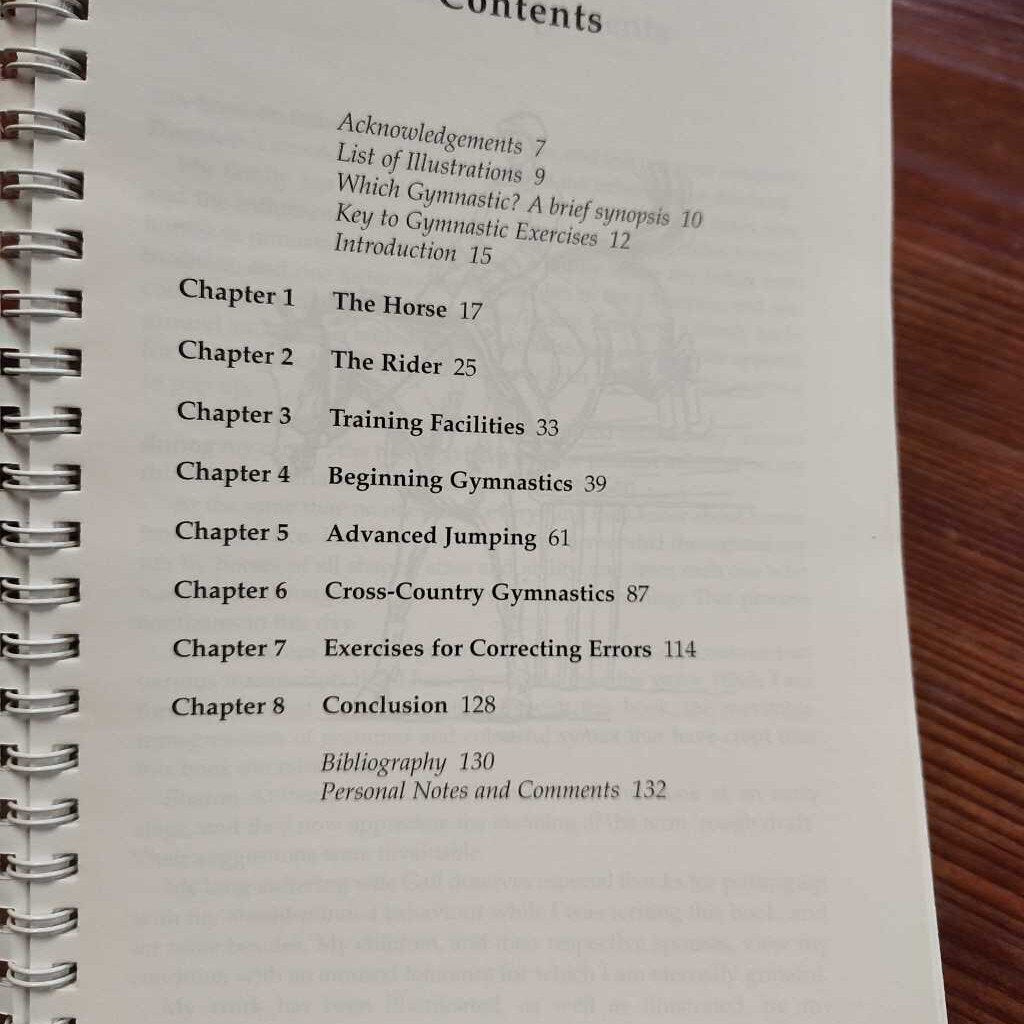 Contents
Acknowledgements 7
List of Illustrations 9
Which Gymnastic? A brief synopsis 10
Key to Gymnastic Exercises 12
Introduction 15
Chapter 1 The Horse 17
Chapter 2 The Rider 25
Chapter 3 Training Facilities 33
Chapter 4 Beginning Gymnastics 39
Chapter 5 Advanced Jumping 61
Chapter 6 Cross-Country Gymnastics 87
Chapter 7 Exercises for Correcting Errors 114
Chapter 8 Conclusion 128
Bibliography 130
Personal Notes and Comments 132